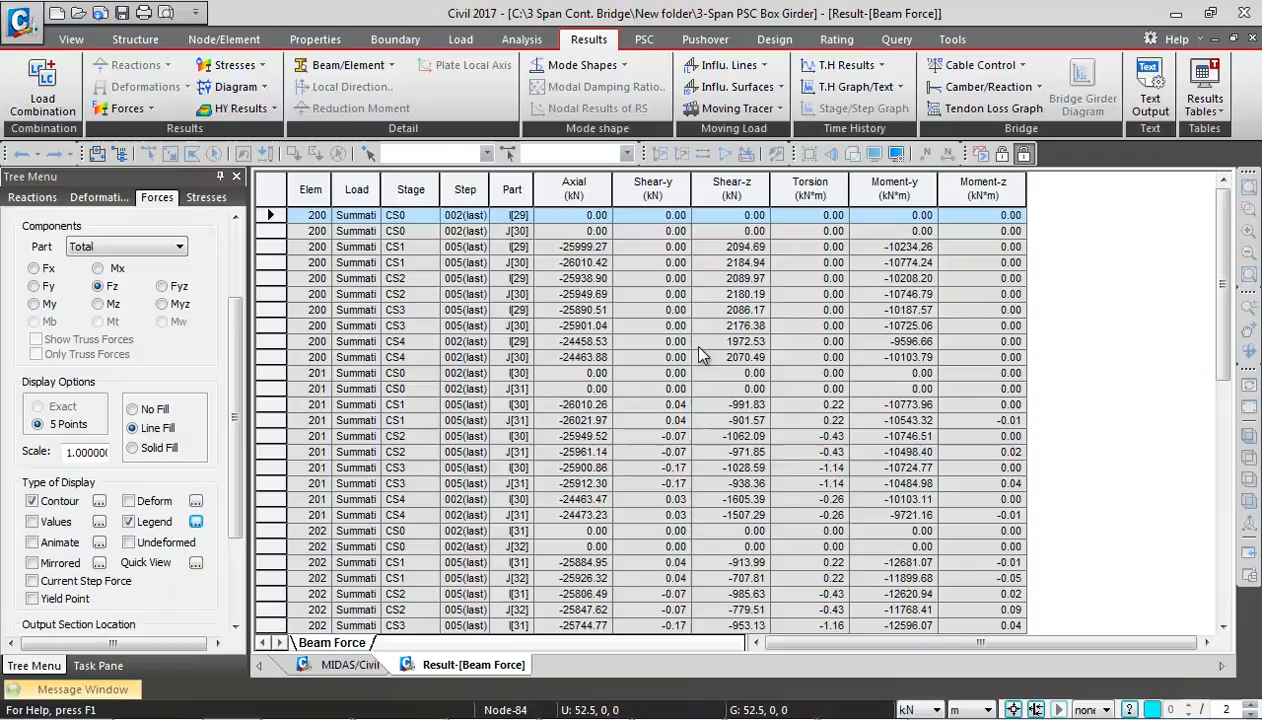 Civil 2017 - [C:\3 Span Cont. Bridge\New folder\3-Span PSC Box Girder] - [Result-[Beam Force]]
View Structure Node/Element Properties Boundary Load Analysis Results PSC Pushover Design Rating Query Tools Help
Reactions Stresses Beam/Element Plate Local Axis Mode Shapes Influ. Lines T.H Results Cable Control
Deformations Diagram Local Direction.. Modal Damping Ratio.. Influ. Surfaces T.H Graph/Text Camber/Reaction
Forces HY Results Reduction Moment Nodal Results of RS Moving Tracer Stage/Step Graph Tendon Loss Graph
Load Combination Bridge Girder Diagram Text Output Results Tables
Combination Results Detail Mode shape Moving Load Time History Bridge Text Tables
Tree Menu
Reactions Deformati... Forces Stresses
Components
Part Total
Fx Mx
Fy Fz Fyz
My Mz Myz
Mb Mt Mw
Show Truss Forces
Only Truss Forces
Display Options
Exact No Fill
5 Points Line Fill
Solid Fill
Scale: 1.00000
Type of Display
Contour ... Deform ...
Values ... Legend ...
Animate ... Undeformed
Mirrored ... Quick View ...
Current Step Force
Yield Point
Output Section Location
Tree Menu Task Pane
Elem Load Stage Step Part Axial (kN) Shear-y (kN) Shear-z (kN) Torsion (kN*m) Moment-y (kN*m) Moment-z (kN*m)
200 Summati CS0 002(last) I[29] 0.00 0.00 0.00 0.00 0.00 0.00
200 Summati CS0 002(last) J[30] 0.00 0.00 0.00 0.00 0.00 0.00
200 Summati CS1 005(last) I[29] -25999.27 0.00 2094.69 0.00 -10234.26 0.00
200 Summati CS1 005(last) J[30] -26010.42 0.00 2184.94 0.00 -10774.24 0.00
200 Summati CS2 005(last) I[29] -25938.90 0.00 2089.97 0.00 -10208.20 0.00
200 Summati CS2 005(last) J[30] -25949.69 0.00 2180.19 0.00 -10746.79 0.00
200 Summati CS3 005(last) I[29] -25890.51 0.00 2086.17 0.00 -10187.57 0.00
200 Summati CS3 005(last) J[30] -25901.04 0.00 2176.38 0.00 -10725.06 0.00
200 Summati CS4 002(last) I[29] -24458.53 0.00 1972.53 0.00 -9596.66 0.00
200 Summati CS4 002(last) J[30] -24463.88 0.00 2070.49 0.00 -10103.79 0.00
201 Summati CS0 002(last) I[30] 0.00 0.00 0.00 0.00 0.00 0.00
201 Summati CS0 002(last) J[31] 0.00 0.00 0.00 0.00 0.00 0.00
201 Summati CS1 005(last) I[30] -26010.26 0.04 -991.83 0.22 -10773.96 0.00
201 Summati CS1 005(last) J[31] -26021.97 0.04 -901.57 0.22 -10543.32 -0.01
201 Summati CS2 005(last) I[30] -25949.52 -0.07 -1062.09 -0.43 -10746.51 0.00
201 Summati CS2 005(last) J[31] -25961.14 -0.07 -971.85 -0.43 -10498.40 0.02
201 Summati CS3 005(last) I[30] -25900.86 -0.17 -1028.59 -1.14 -10724.77 0.00
201 Summati CS3 005(last) J[31] -25912.30 -0.17 -938.36 -1.14 -10484.98 0.04
201 Summati CS4 002(last) I[30] -24463.47 0.03 -1605.39 -0.26 -10103.11 0.00
201 Summati CS4 002(last) J[31] -24473.23 0.03 -1507.29 -0.26 -9721.16 -0.01
202 Summati CS0 002(last) I[31] 0.00 0.00 0.00 0.00 0.00 0.00
202 Summati CS0 002(last) J[32] 0.00 0.00 0.00 0.00 0.00 0.00
202 Summati CS1 005(last) I[31] -25884.95 0.04 -913.99 0.22 -12681.07 -0.01
202 Summati CS1 005(last) J[32] -25926.32 0.04 -707.81 0.22 -11899.68 -0.05
202 Summati CS2 005(last) I[31] -25806.49 -0.07 -985.63 -0.43 -12620.94 0.02
202 Summati CS2 005(last) J[32] -25847.62 -0.07 -779.51 -0.43 -11768.41 0.09
202 Summati CS3 005(last) I[31] -25744.77 -0.17 -953.13 -1.16 -12596.07 0.04
Beam Force
MIDAS/Civil Result-[Beam Force]
Message Window
For Help, press F1 Node-84 U: 52.5, 0, 0 G: 52.5, 0, 0 kN m none ? 0 / 2